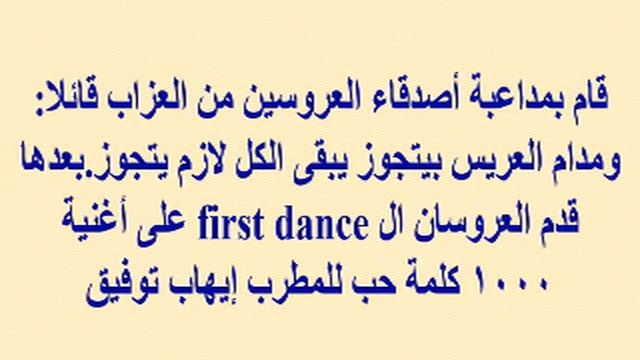 قام بمداعبة أصدقاء العروسين من العزاب قائلا:
ومدام العريس بيتجوز يبقى الكل لازم يتجوز.بعدها
قدم العروسان ال first dance على أغنية
١٠٠٠ كلمة حب للمطرب إيهاب توفيق